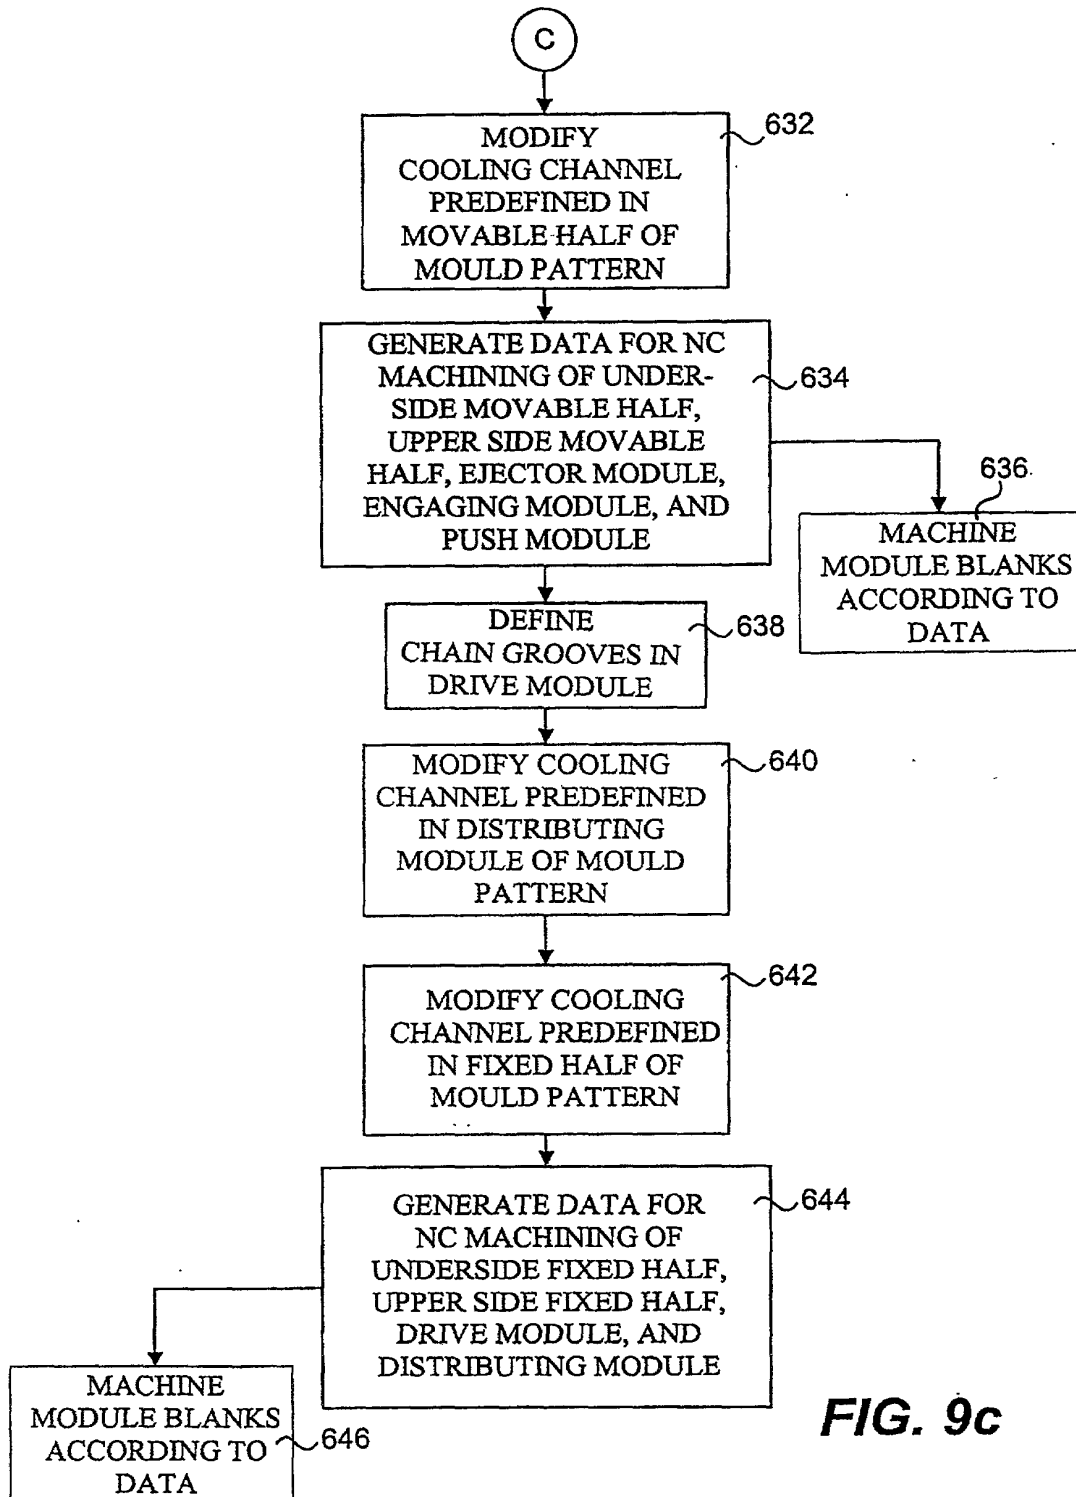 C
MODIFY
COOLING CHANNEL
PREDEFINED IN
MOVABLE HALF OF
MOULD PATTERN
632
GENERATE DATA FOR NC
MACHINING OF UNDER-
SIDE MOVABLE HALF,
UPPER SIDE MOVABLE
HALF, EJECTOR MODULE,
ENGAGING MODULE, AND
PUSH MODULE
634
636
MACHINE
MODULE BLANKS
ACCORDING TO
DATA
DEFINE
CHAIN GROOVES IN
DRIVE MODULE
638
MODIFY COOLING
CHANNEL PREDEFINED
IN DISTRIBUTING
MODULE OF MOULD
PATTERN
640
MODIFY COOLING
CHANNEL PREDEFINED
IN FIXED HALF OF
MOULD PATTERN
642
GENERATE DATA FOR
NC MACHINING OF
UNDERSIDE FIXED HALF,
UPPER SIDE FIXED HALF,
DRIVE MODULE, AND
DISTRIBUTING MODULE
644
MACHINE
MODULE BLANKS
ACCORDING TO
DATA
646
FIG. 9c